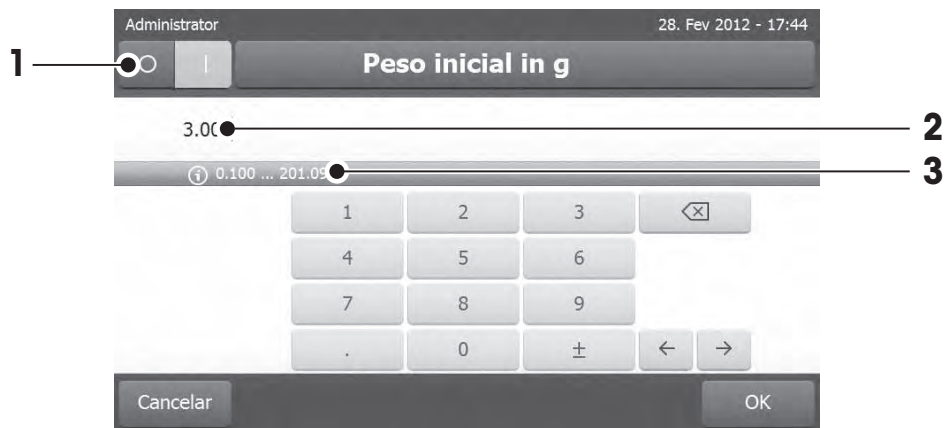 Administrator 28. Fev 2012 - 17:44
1
Peso inicial in g
3.00
2
0.100 ... 201.09
3
1 2 3
4 5 6
7 8 9
. 0 ±
Cancelar OK